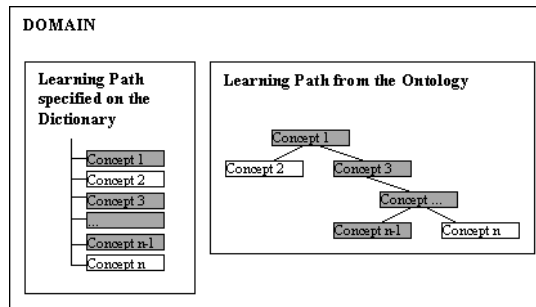 DOMAIN
Learning Path
specified on the
Dictionary
Concept 1
Concept 2
Concept 3
...
Concept n-1
Concept n
Learning Path from the Ontology
Concept 1
Concept 2
Concept 3
Concept ...
Concept n-1
Concept n